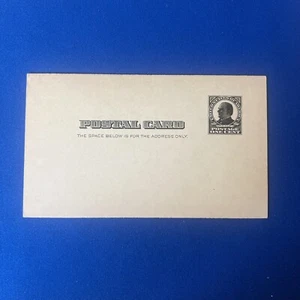 POSTAL CARD
THE SPACE BELOW IS FOR THE ADDRESS ONLY.
POSTAGE
ONE CENT